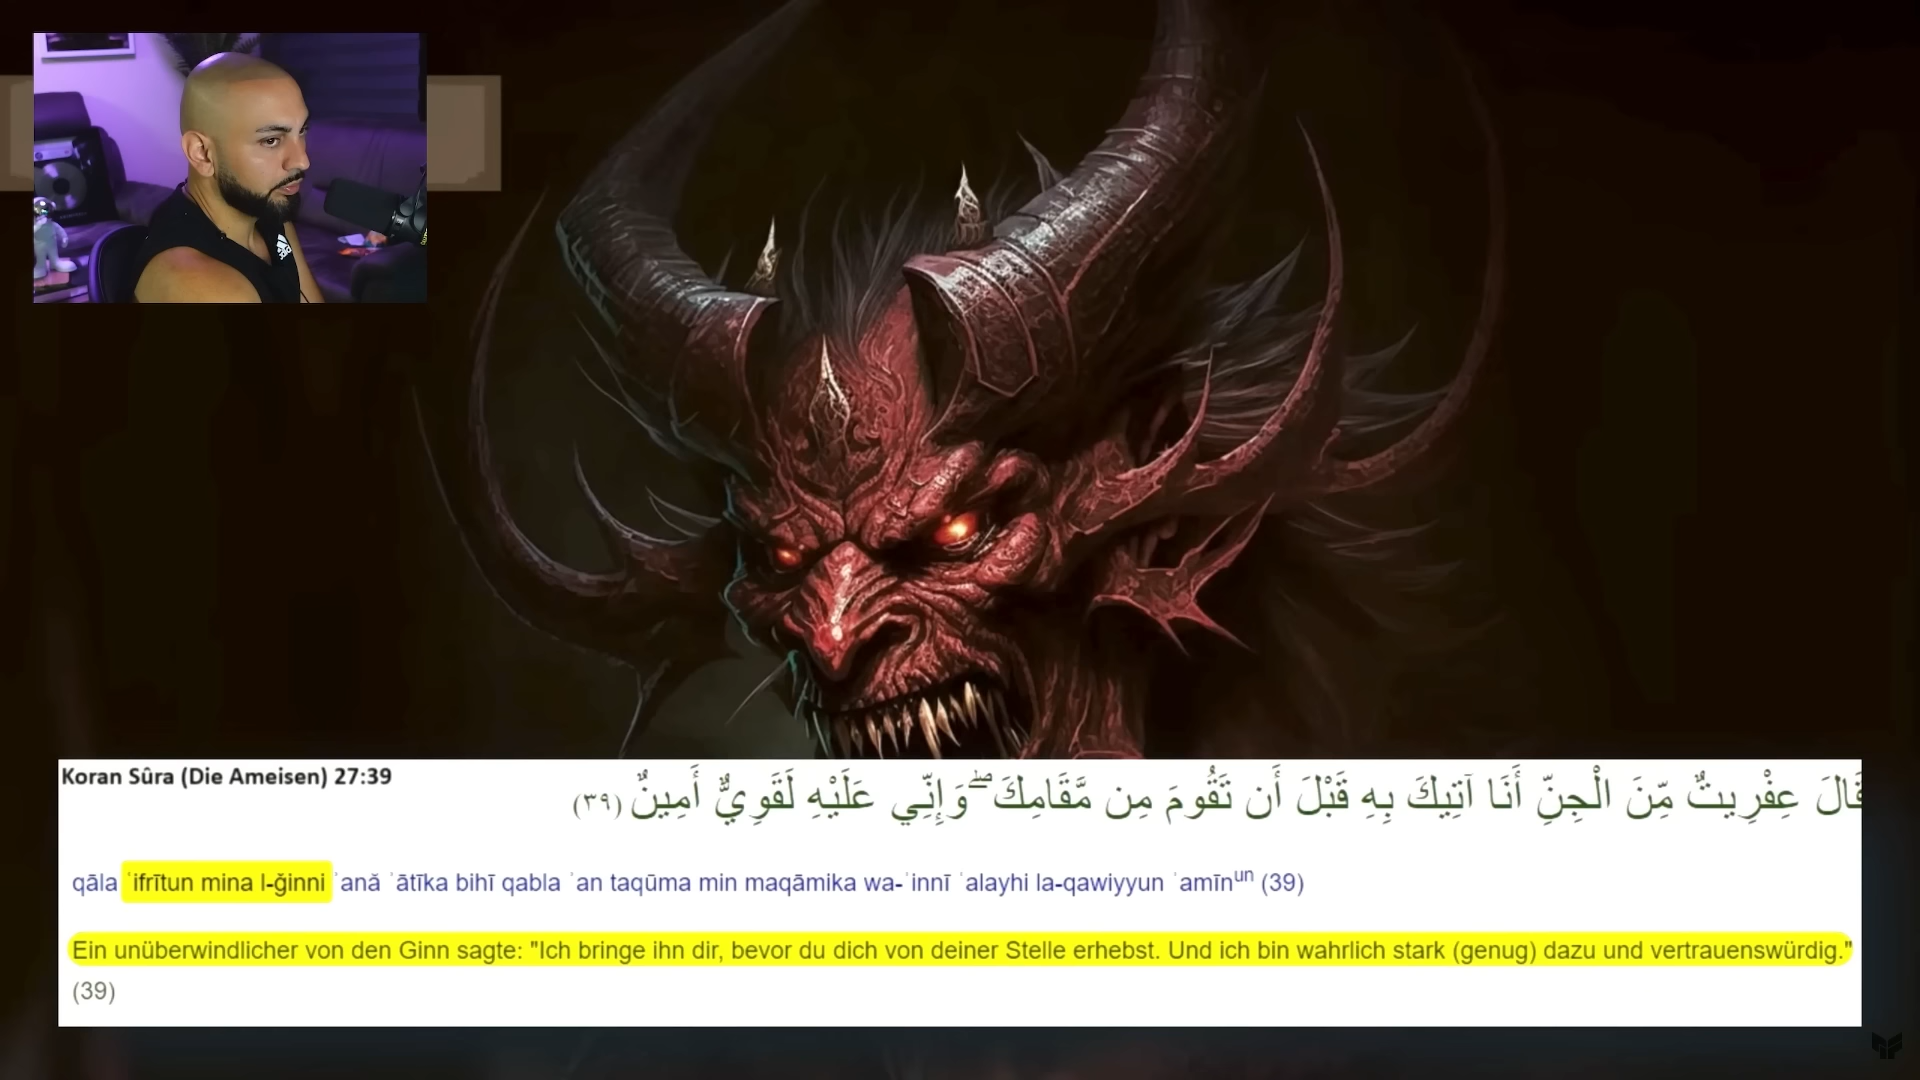 Koran Sûra (Die Ameisen) 27:39
قَالَ عِفْرِيتٌ مِّنَ الْجِنِّ أَنَا آتِيكَ بِهِ قَبْلَ أَن تَقُومَ مِن مَّقَامِكَ ۖ وَإِنِّي عَلَيْهِ لَقَوِيٌّ أَمِينٌ (٣٩)
qāla ʿifrītun mina l-ǧinni ʾană ʾātīka bihī qabla ʾan taqūma min maqāmika wa-ʾinnī ʿalayhi la-qawiyyun ʾamīnᵘⁿ (39)
Ein unüberwindlicher von den Ginn sagte: "Ich bringe ihn dir, bevor du dich von deiner Stelle erhebst. Und ich bin wahrlich stark (genug) dazu und vertrauenswürdig."
(39)